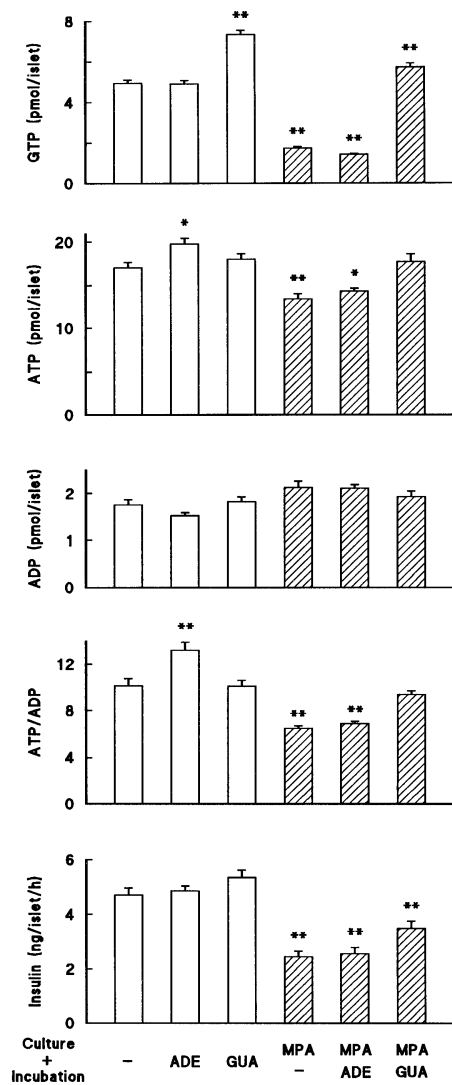 GTP (pmol/islet)
8
4
0
**
**
**
**
ATP (pmol/islet)
20
10
0
*
**
*
ADP (pmol/islet)
2
1
0
ATP/ADP
12
8
4
0
**
**
**
Insulin (ng/islet/h)
6
4
2
0
**
**
**
Culture
+
Incubation
–
ADE
GUA
MPA
–
MPA
ADE
MPA
GUA